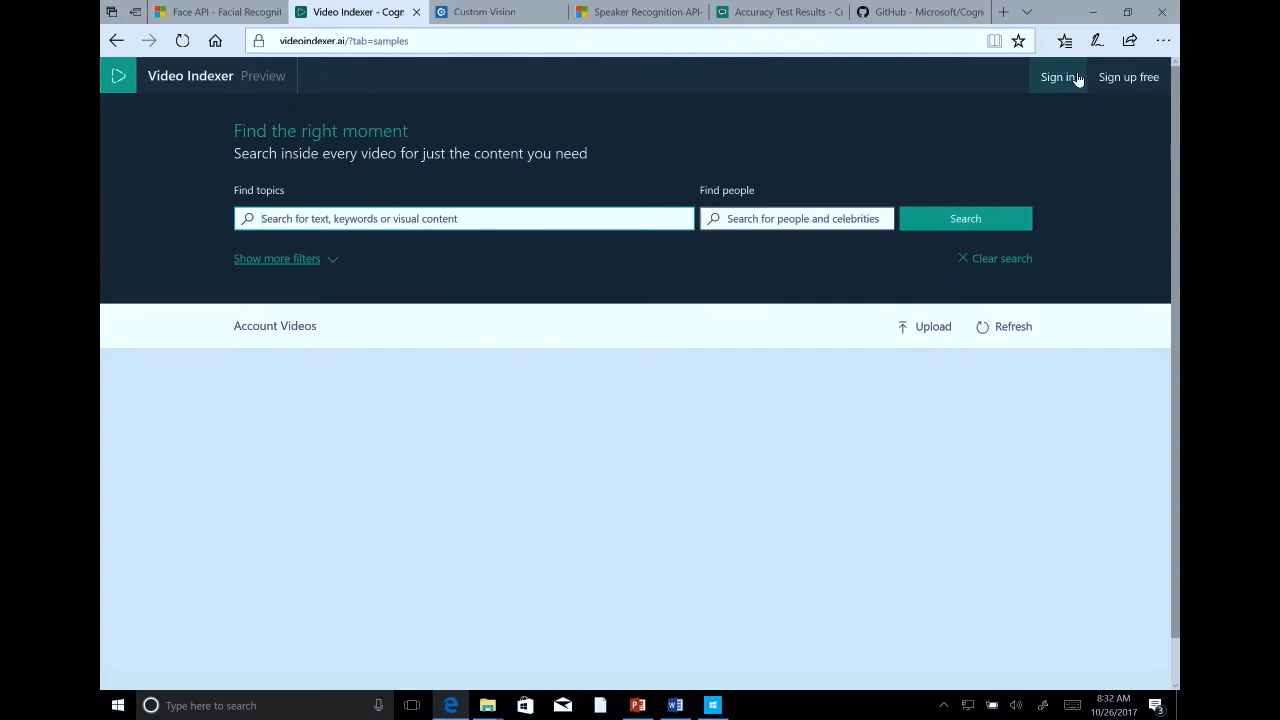 Face API - Facial Recognit
Video Indexer - Cogn
Custom Vision
Speaker Recognition API-
Accuracy Test Results - Cu
GitHub - Microsoft/Cogni
videoindexer.ai/?tab=samples
Video Indexer Preview
Sign in
Sign up free
Find the right moment
Search inside every video for just the content you need
Find topics
Find people
Search for text, keywords or visual content
Search for people and celebrities
Search
Show more filters
Clear search
Account Videos
Upload
Refresh
Type here to search
8:32 AM
10/26/2017
3